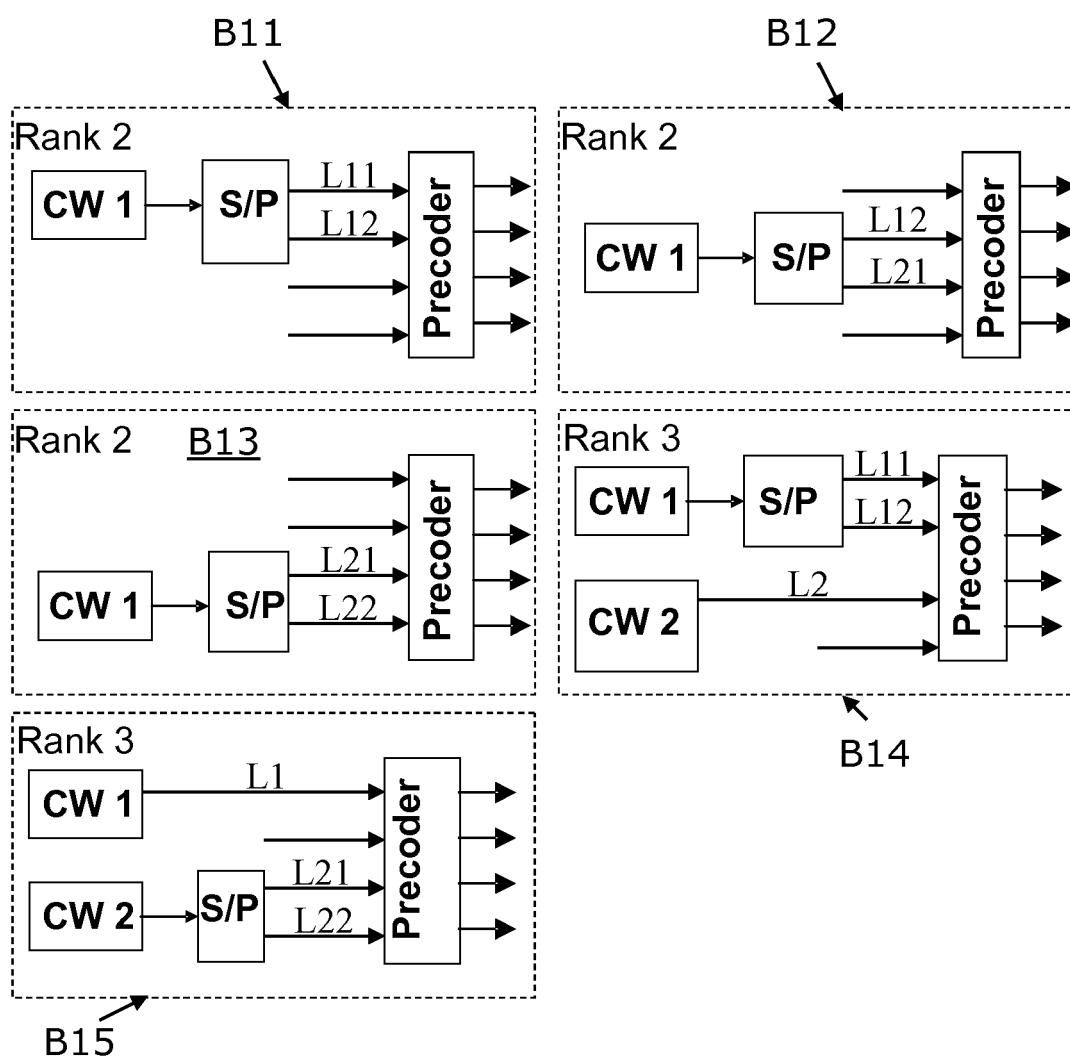 B11
B12
Rank 2
CW 1
S/P
L11
L12
Precoder
Rank 2
CW 1
S/P
L12
L21
Precoder
Rank 2
B13
CW 1
S/P
L21
L22
Precoder
Rank 3
CW 1
S/P
L11
L12
CW 2
L2
Precoder
B14
Rank 3
CW 1
L1
CW 2
S/P
L21
L22
Precoder
B15